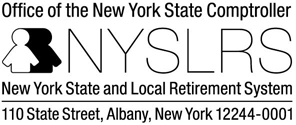 Office of the New York State Comptroller
NYSLRS
New York State and Local Retirement System
110 State Street, Albany, New York 12244-0001